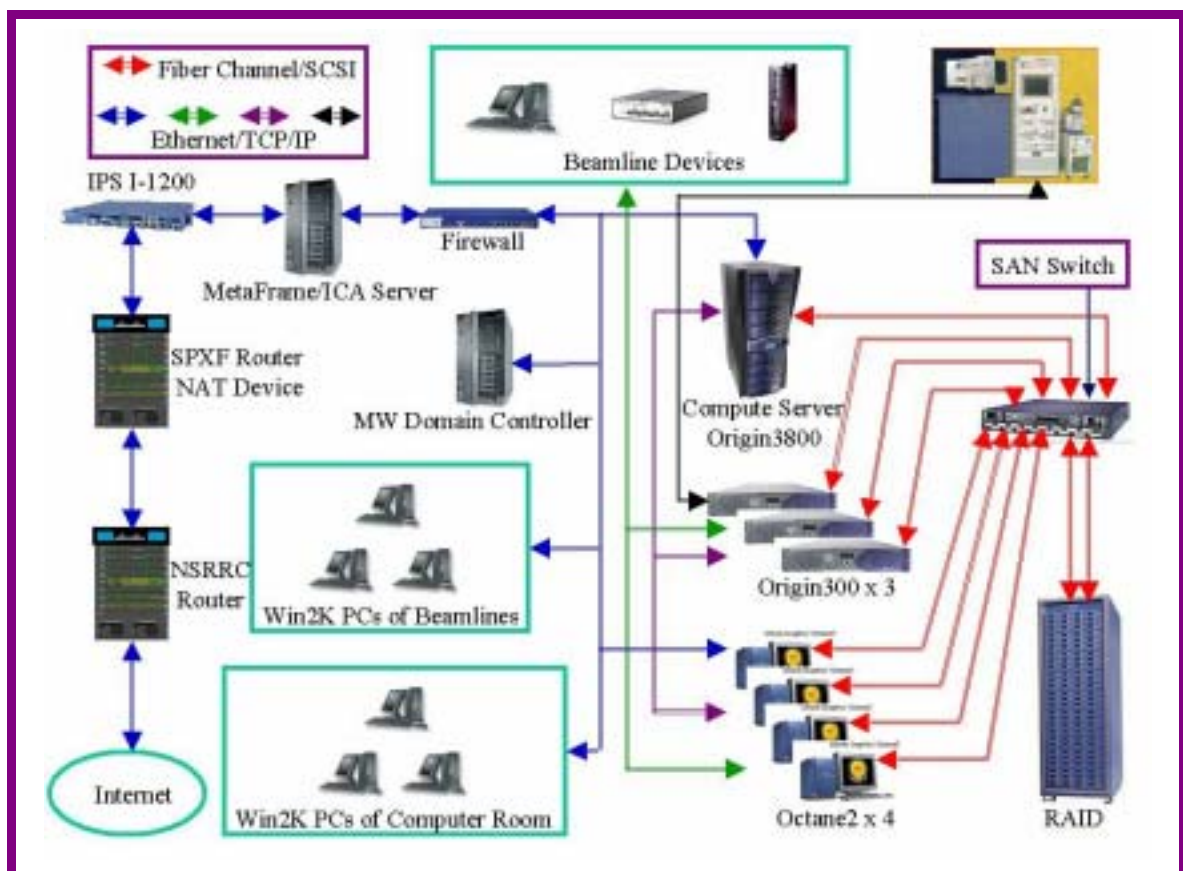 Fiber Channel/SCSI
Ethernet/TCP/IP
Beamline Devices
IPS I-1200
Firewall
MetaFrame/ICA Server
SAN Switch
SPXF Router
NAT Device
MW Domain Controller
Compute Server
Origin3800
NSRRC
Router
Win2K PCs of Beamlines
Origin300 x 3
Internet
Win2K PCs of Computer Room
Octane2 x 4
RAID